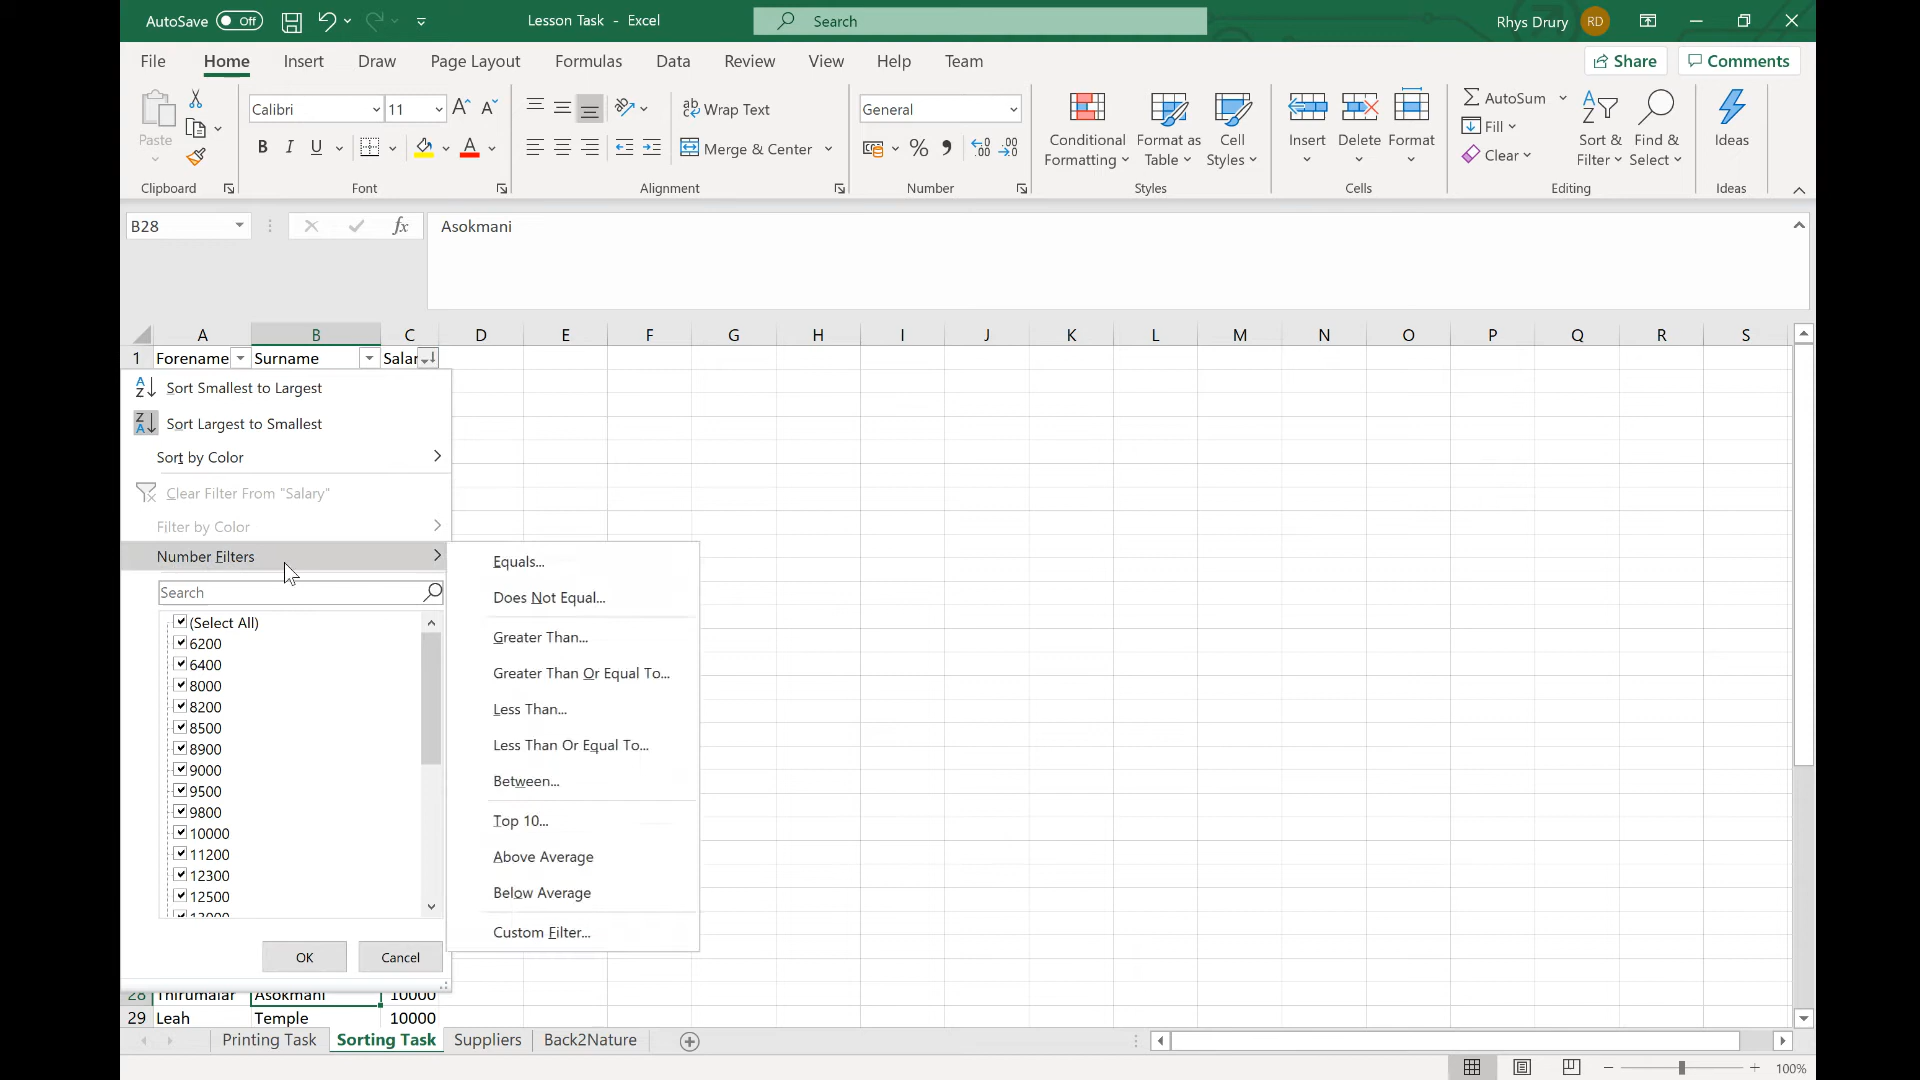 AutoSave Off Lesson Task - Excel Search Rhys Drury RD
File Home Insert Draw Page Layout Formulas Data Review View Help Team Share Comments
Paste
Clipboard
Calibri 11
B I U A
Font
ab Wrap Text
Merge & Center
Alignment
General
% 9
Number
Conditional Formatting
Format as Table
Cell Styles
Styles
Insert Delete Format
Cells
AutoSum
Fill
Clear
Sort & Filter
Find & Select
Editing
Ideas
Ideas
B28 fx Asokmani
A B C D E F G H I J K L M N O P Q R S
1 Forename Surname Salar
Sort Smallest to Largest
Sort Largest to Smallest
Sort by Color
Clear Filter From "Salary"
Filter by Color
Number Filters
Search
(Select All)
6200
6400
8000
8200
8500
8900
9000
9500
9800
10000
11200
12300
12500
13000
OK Cancel
Equals...
Does Not Equal...
Greater Than...
Greater Than Or Equal To...
Less Than...
Less Than Or Equal To...
Between...
Top 10...
Above Average
Below Average
Custom Filter...
28 Thirumalar Asokmani 10000
29 Leah Temple 10000
Printing Task Sorting Task Suppliers Back2Nature
100%